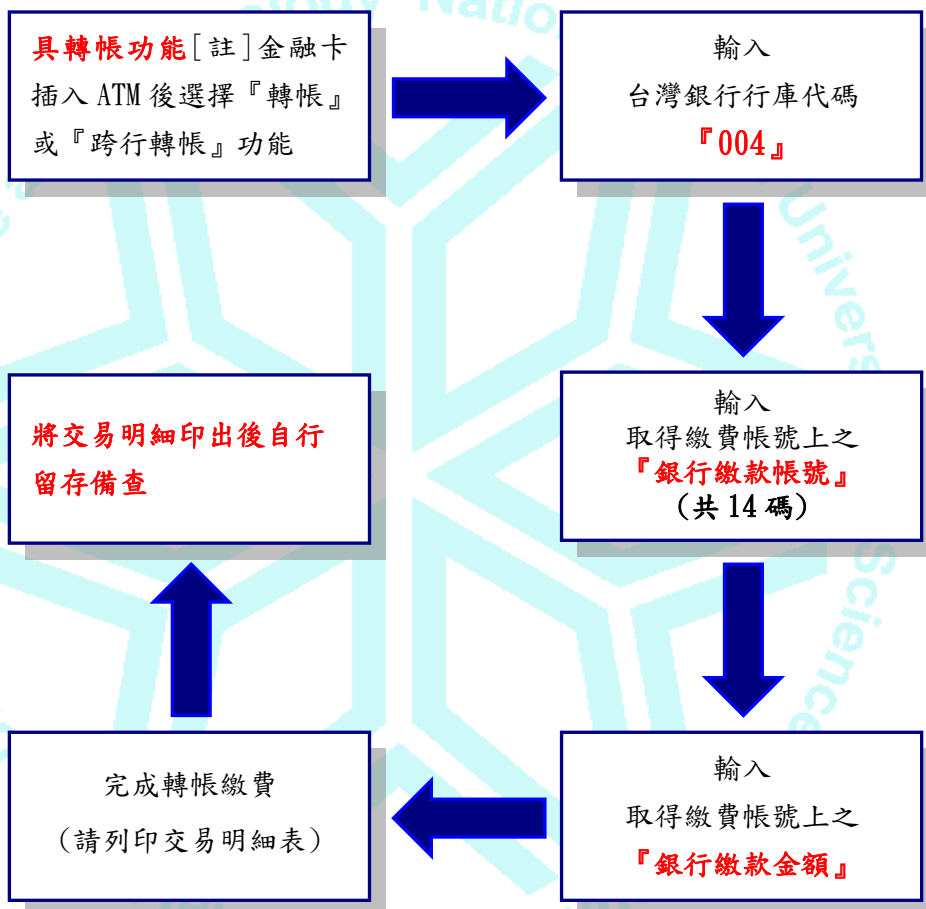 具轉帳功能[註]金融卡
插入 ATM 後選擇『轉帳』
或『跨行轉帳』功能
輸入
台灣銀行行庫代碼
『004』
輸入
取得繳費帳號上之
『銀行繳款帳號』
(共 14 碼)
輸入
取得繳費帳號上之
『銀行繳款金額』
完成轉帳繳費
(請列印交易明細表)
將交易明細印出後自行
留存備查
Natio
Univers
Science